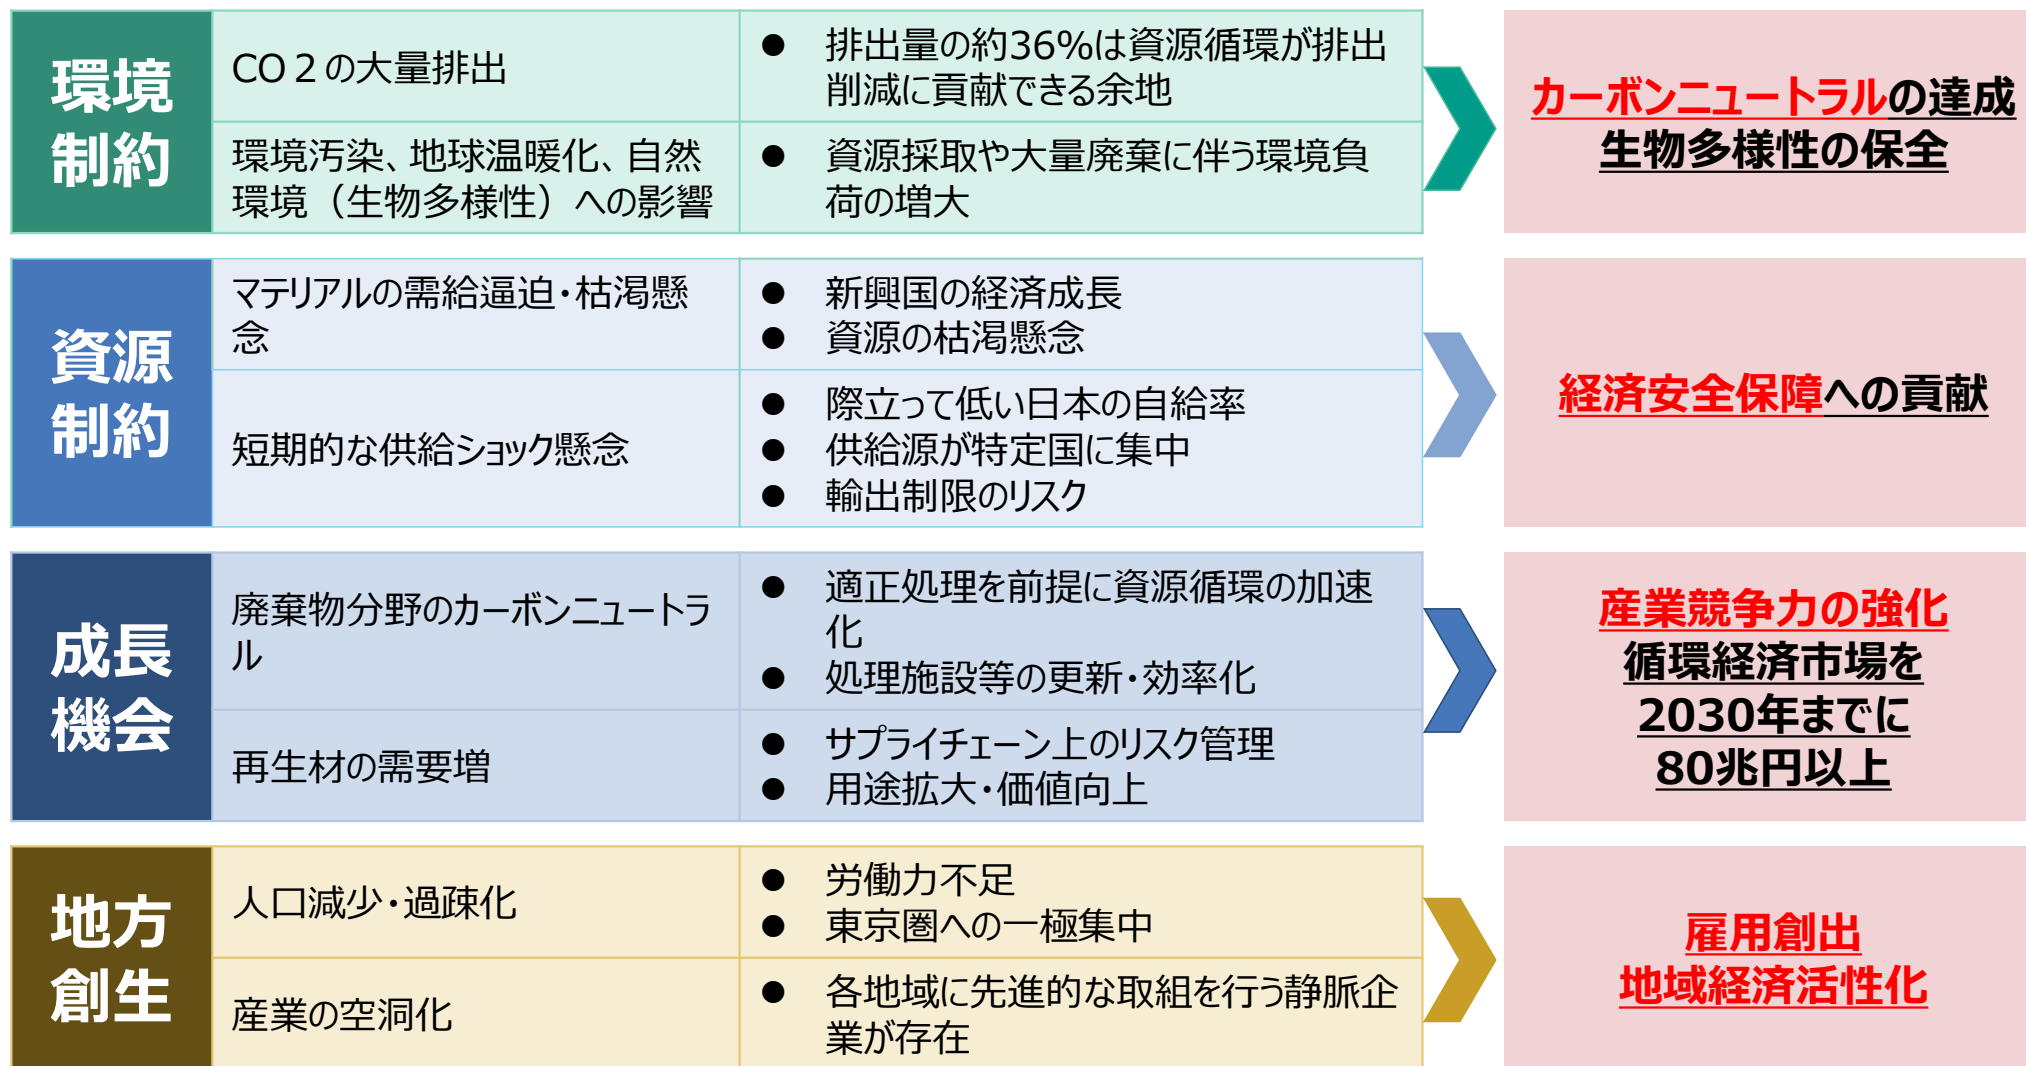 環境
制約
CO２の大量排出
● 排出量の約36%は資源循環が排出
削減に貢献できる余地
環境汚染、地球温暖化、自然
環境（生物多様性）への影響
● 資源採取や大量廃棄に伴う環境負
荷の増大
カーボンニュートラルの達成
生物多様性の保全
資源
制約
マテリアルの需給逼迫・枯渇懸
念
● 新興国の経済成長
● 資源の枯渇懸念
短期的な供給ショック懸念
● 際立って低い日本の自給率
● 供給源が特定国に集中
● 輸出制限のリスク
経済安全保障への貢献
成長
機会
廃棄物分野のカーボンニュートラ
ル
● 適正処理を前提に資源循環の加速
化
● 処理施設等の更新・効率化
再生材の需要増
● サプライチェーン上のリスク管理
● 用途拡大・価値向上
産業競争力の強化
循環経済市場を
2030年までに
80兆円以上
地方
創生
人口減少・過疎化
● 労働力不足
● 東京圏への一極集中
産業の空洞化
● 各地域に先進的な取組を行う静脈企
業が存在
雇用創出
地域経済活性化